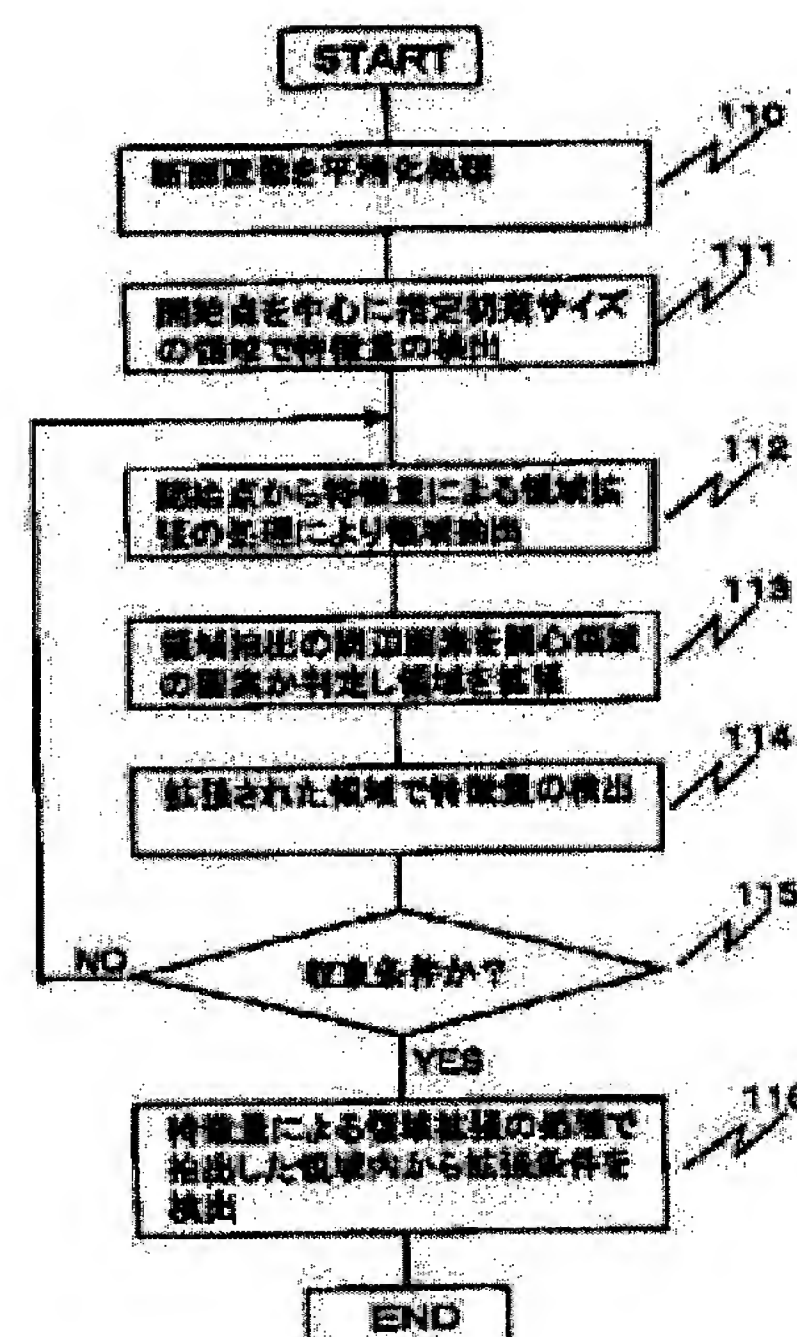 START
110
断面画像を平滑化処理
111
開始点を中心に指定初期サイズ
の領域で特徴量の検出
112
開始点から特徴量による領域拡
張の処理により領域抽出
113
領域抽出の周辺画素を関心領域
の画素か判定し領域を拡張
114
拡張された領域で特徴量の検出
115
収束条件か?
NO
YES
116
特徴量による領域拡張の処理で
抽出した領域内から拡張条件を
検出
END